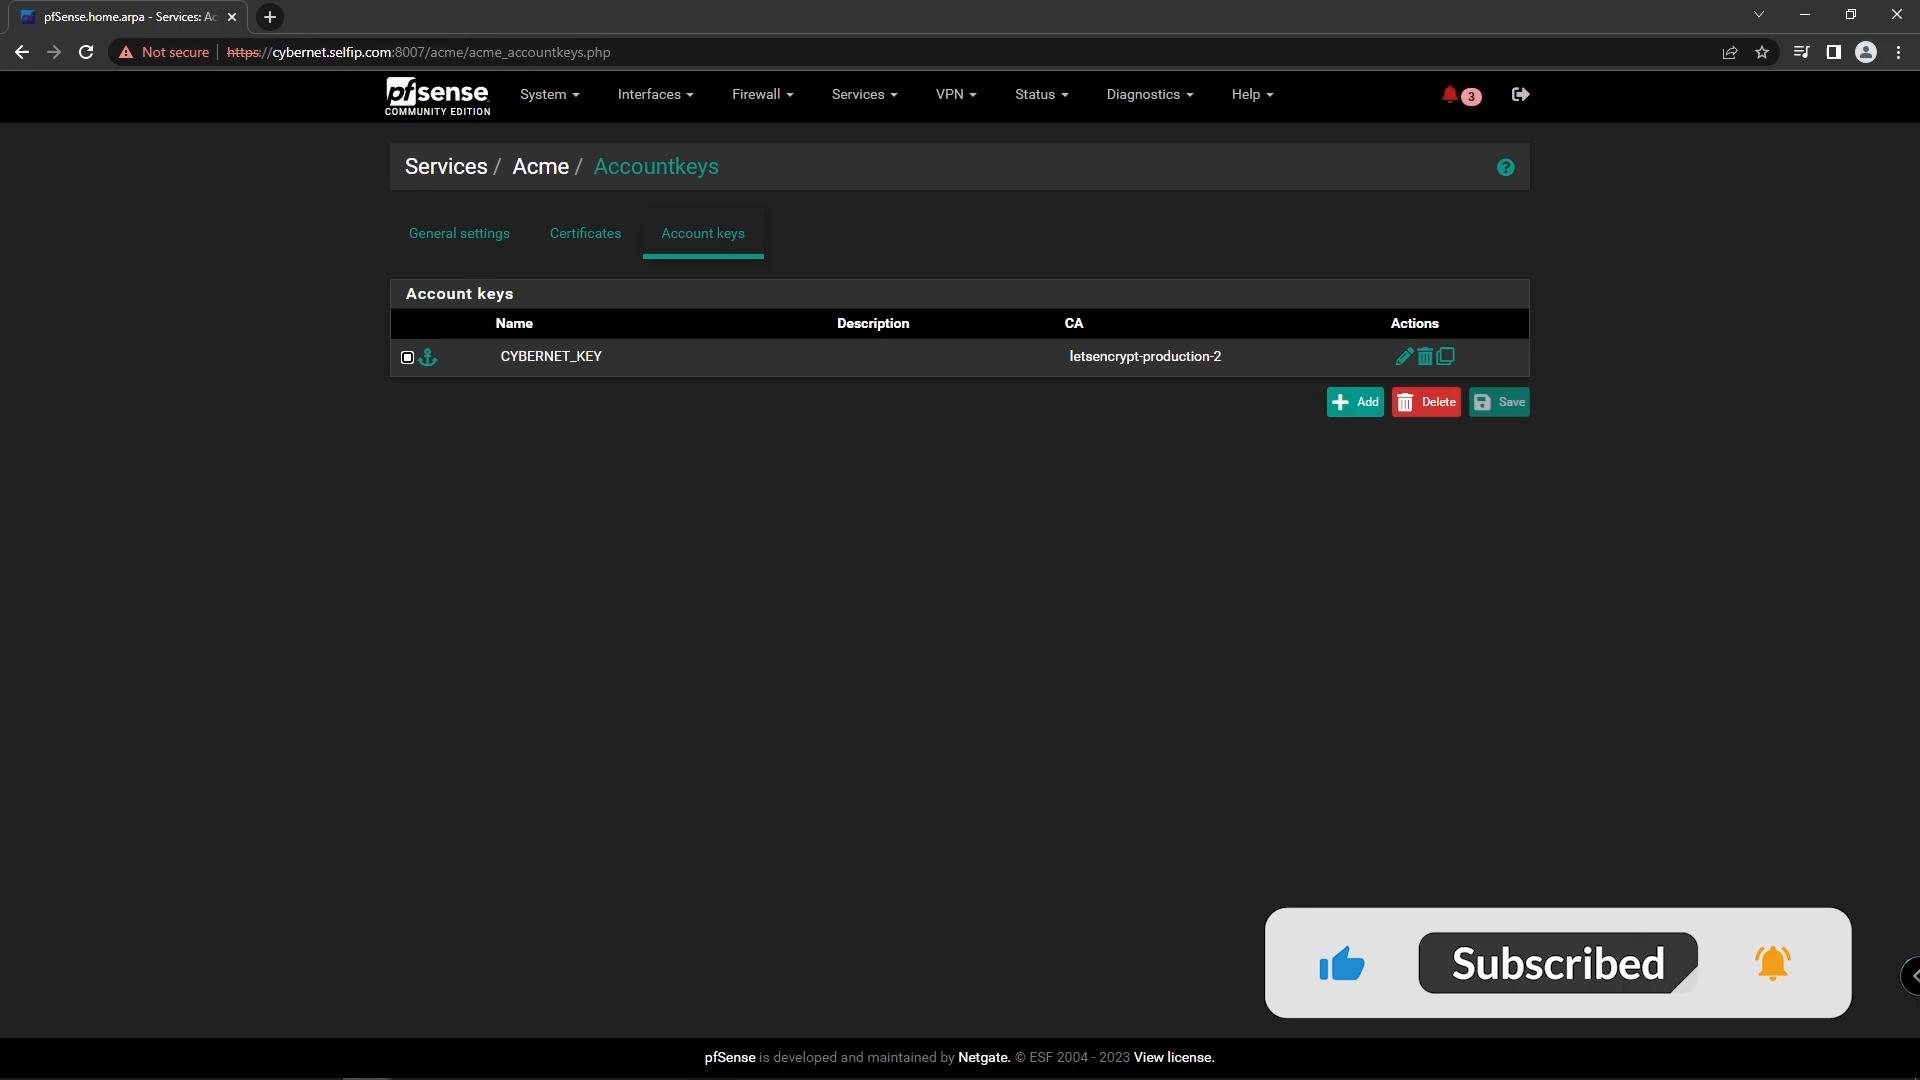 pfSense.home.arpa - Services: Ac
Not secure https://cybernet.selfip.com:8007/acme/acme_accountkeys.php
pfsense
COMMUNITY EDITION
System Interfaces Firewall Services VPN Status Diagnostics Help 3
Services / Acme / Accountkeys
General settings Certificates Account keys
Account keys
Name Description CA Actions
CYBERNET_KEY letsencrypt-production-2
Add Delete Save
Subscribed
pfSense is developed and maintained by Netgate. © ESF 2004 - 2023 View license.